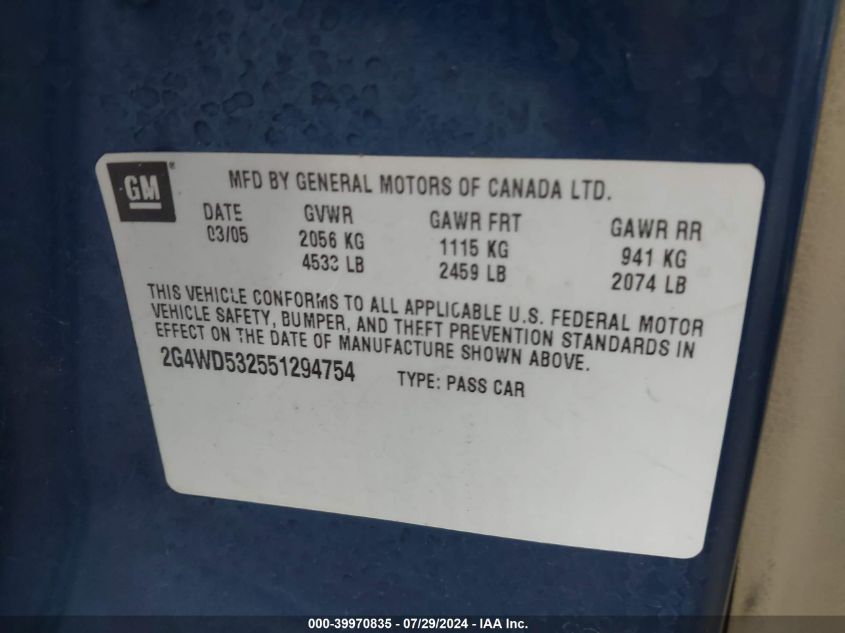 GM®
MFD BY GENERAL MOTORS OF CANADA LTD.
DATE GVWR GAWR FRT GAWR RR
03/05 2056 KG 1115 KG 941 KG
4533 LB 2459 LB 2074 LB
THIS VEHICLE CONFORMS TO ALL APPLICABLE U.S. FEDERAL MOTOR
VEHICLE SAFETY, BUMPER, AND THEFT PREVENTION STANDARDS IN
EFFECT ON THE DATE OF MANUFACTURE SHOWN ABOVE.
2G4WD532551294754 TYPE: PASS CAR
000-39970835 - 07/29/2024 - IAA Inc.